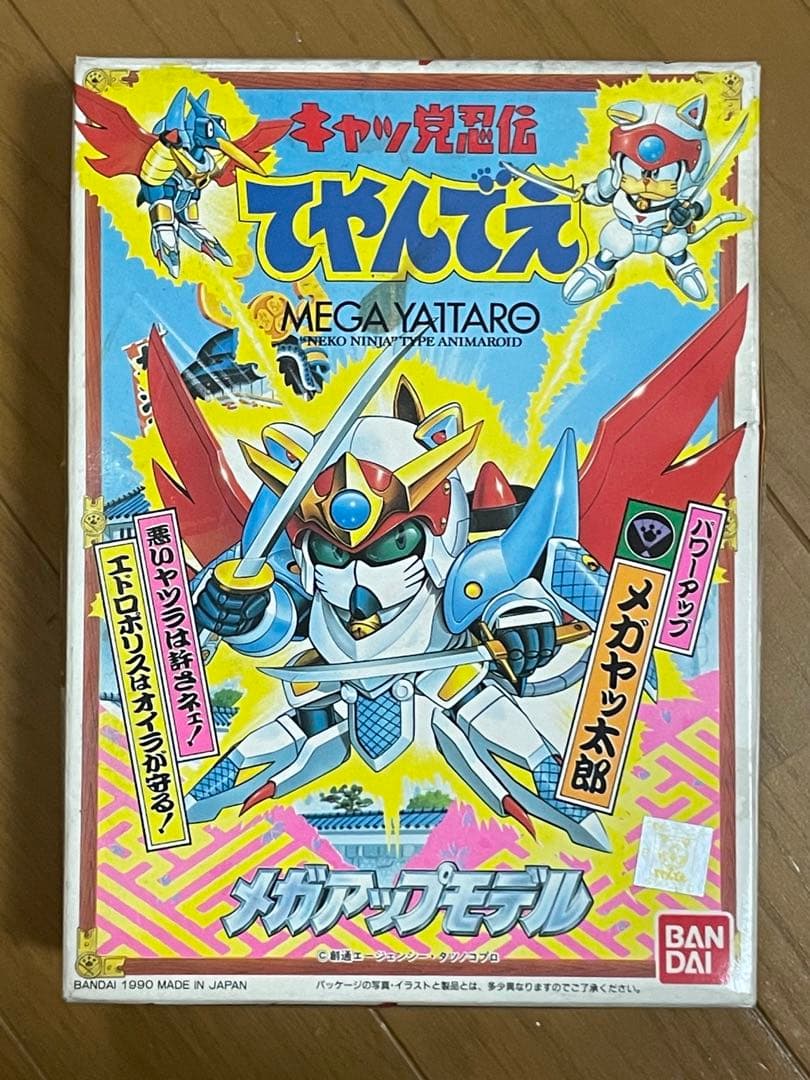 キャッ党忍伝
てやんでえ
MEGA YATTARO
"NEKO NINJA" TYPE ANIMAROID
パワーアップ
メガヤッ太郎
悪いヤツラは許さネェ!
エドロポリスはオイラが守る!
メガアップモデル
©創通エージェンシー・タツノコプロ
BAN
DAI
BANDAI 1990 MADE IN JAPAN
パッケージの写真・イラストと製品とは、多少異なりますのでご了承ください。